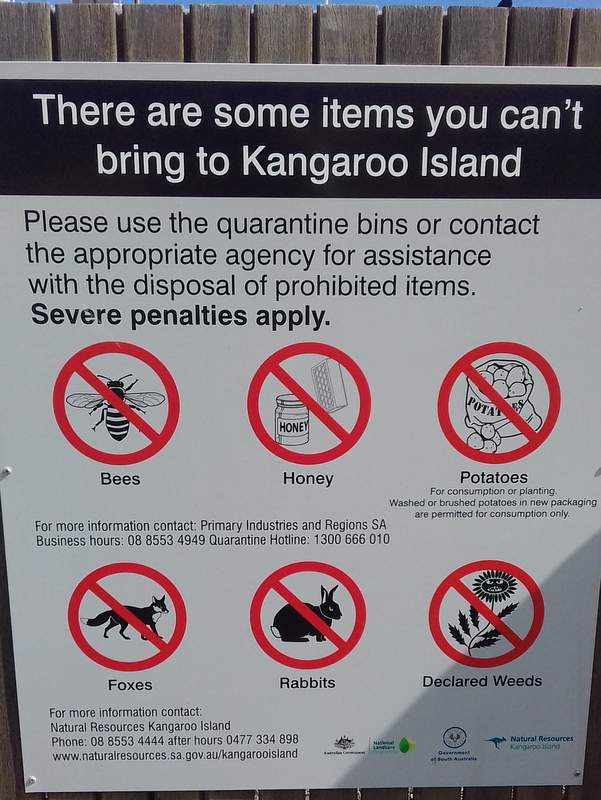 There are some items you can't
bring to Kangaroo Island
Please use the quarantine bins or contact
the appropriate agency for assistance
with the disposal of prohibited items.
Severe penalties apply.
HONEY
POTATOES
Bees
Honey
Potatoes
For consumption or planting.
Washed or brushed potatoes in new packaging
are permitted for consumption only.
For more information contact: Primary Industries and Regions SA
Business hours: 08 8553 4949 Quarantine Hotline: 1300 666 010
Foxes
Rabbits
Declared Weeds
For more information contact:
Natural Resources Kangaroo Island
Phone: 08 8553 4444 after hours 0477 334 898
www.naturalresources.sa.gov.au/kangarooisland
Australian Government
National
Landcare
Government
of South Australia
Natural Resources
Kangaroo Island